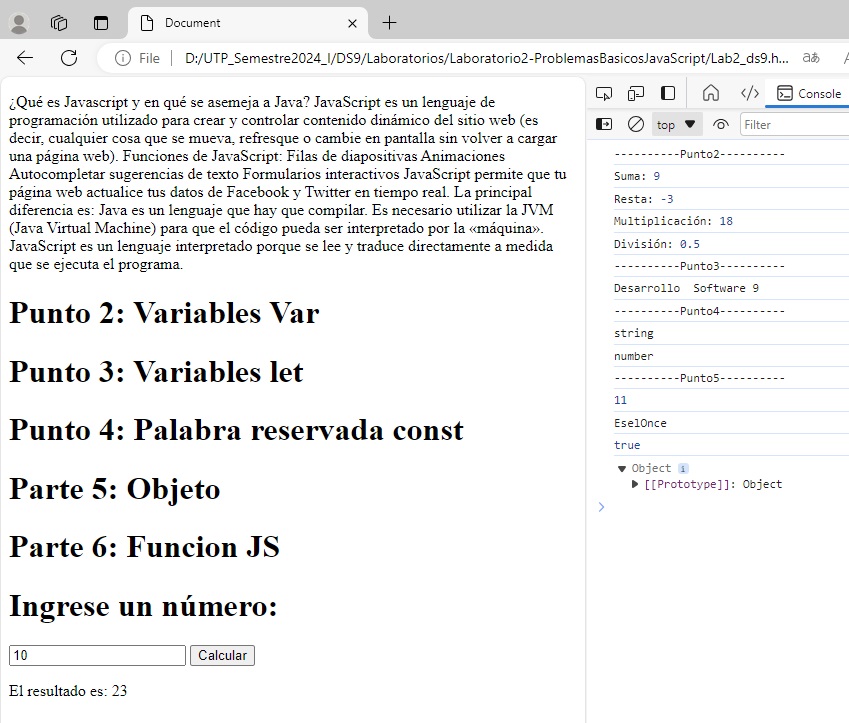 Document
File
D:/UTP_Semestre2024_I/DS9/Laboratorios/Laboratorio2-ProblemasBasicosJavaScript/Lab2_ds9.h...
aあ
¿Qué es Javascript y en qué se asemeja a Java? JavaScript es un lenguaje de
programación utilizado para crear y controlar contenido dinámico del sitio web (es
decir, cualquier cosa que se mueva, refresque o cambie en pantalla sin volver a cargar
una página web). Funciones de JavaScript: Filas de diapositivas Animaciones
Autocompletar sugerencias de texto Formularios interactivos JavaScript permite que tu
página web actualice tus datos de Facebook y Twitter en tiempo real. La principal
diferencia es: Java es un lenguaje que hay que compilar. Es necesario utilizar la JVM
(Java Virtual Machine) para que el código pueda ser interpretado por la «máquina».
JavaScript es un lenguaje interpretado porque se lee y traduce directamente a medida
que se ejecuta el programa.
Punto 2: Variables Var
Punto 3: Variables let
Punto 4: Palabra reservada const
Parte 5: Objeto
Parte 6: Funcion JS
Ingrese un número:
10
Calcular
El resultado es: 23
Console
top
Filter
----------Punto2----------
Suma: 9
Resta: -3
Multiplicación: 18
División: 0.5
----------Punto3----------
Desarrollo  Software 9
----------Punto4----------
string
number
----------Punto5----------
11
EselOnce
true
Object i
[[Prototype]]: Object